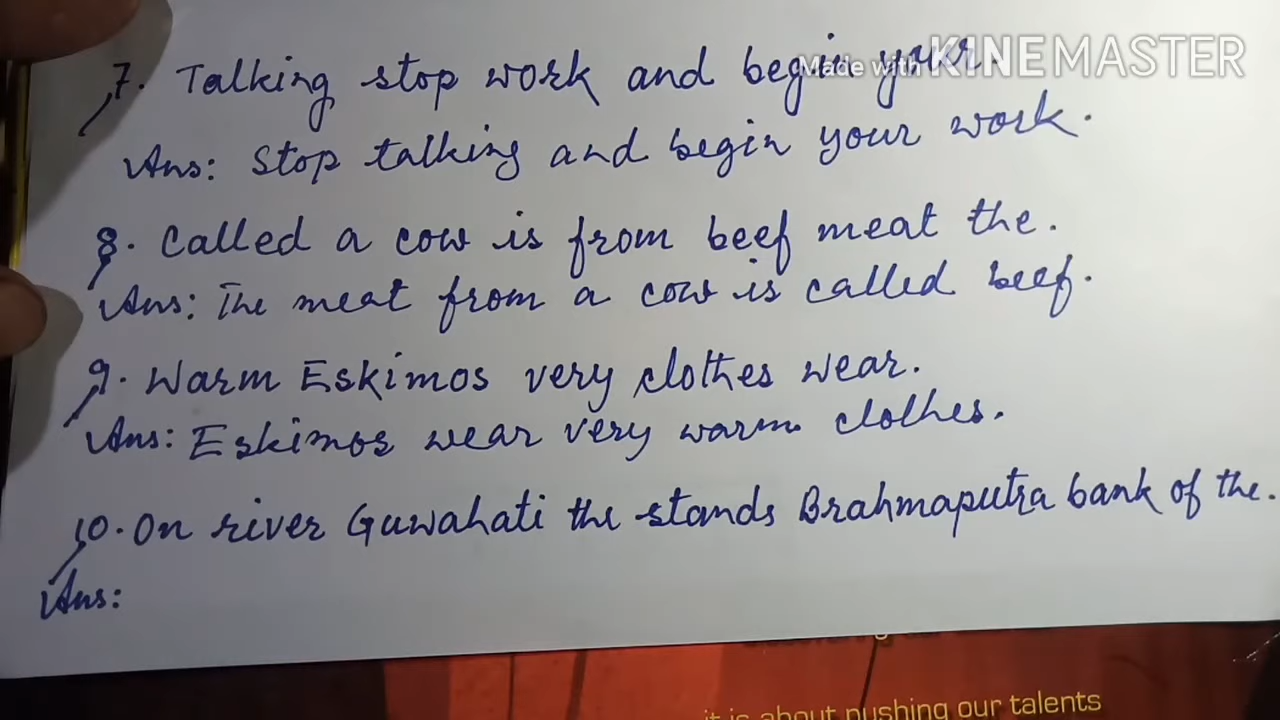 Made with KINEMASTER
7. Talking stop work and begin your.
Ans: Stop talking and begin your work.
8. Called a cow is from beef meat the.
Ans: The meat from a cow is called beef.
9. Warm Eskimos very clothes wear.
Ans: Eskimos wear very warm clothes.
10. On river Guwahati the stands Brahmaputra bank of the.
Ans:
it is about pushing our talents